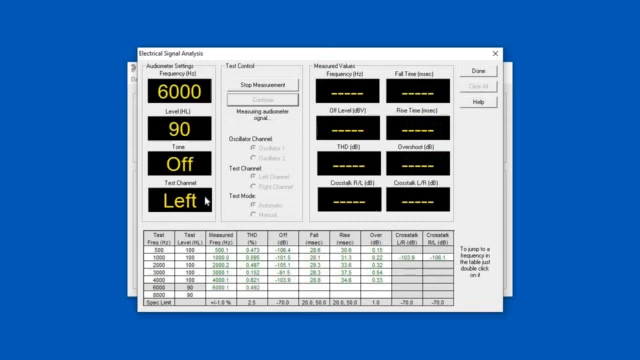 Electrical Signal Analysis
Audiometer Settings
Frequency (Hz)
6000
Level (HL)
90
Tone
Off
Test Channel
Left
Test Control
Stop Measurement
Continue
Measuring audiometer
signal...
Oscillator Channel:
Oscillator 1
Oscillator 2
Test Channel:
Left Channel
Right Channel
Test Mode:
Automatic
Manual
Measured Values
Frequency (Hz) Fall Time (msec)
----- -----
Off Level (dBV) Rise Time (msec)
----- -----
THD (dB) Overshoot (dB)
----- -----
Crosstalk R/L (dB) Crosstalk L/R (dB)
----- -----
Done
Clear All
Help
Test Test Measured THD Off Fall Rise Over Crosstalk Crosstalk
Freq (Hz) Level (HL) Freq. (Hz) (%) (dB) (msec) (msec) (dB) L/R (dB) R/L (dB)
500 100 500.1 0.473 -106.4 28.6 30.8 0.15
1000 100 1000.0 0.595 -101.5 28.1 31.3 0.22 -103.9 -106.1
2000 100 2000.2 0.497 -105.1 29.3 33.6 0.32
3000 100 3000.1 0.152 -91.5 28.3 37.5 0.54
4000 100 4000.1 0.621 -103.8 28.8 34.6 0.33
6000 90 6000.1 0.492
8000 90
Spec Limit +/-1.0 % 2.5 -70.0 20.0, 50.0 20.0, 50.0 1.0 -70.0 -70.0
To jump to a
frequency in
the table just
double click
on it